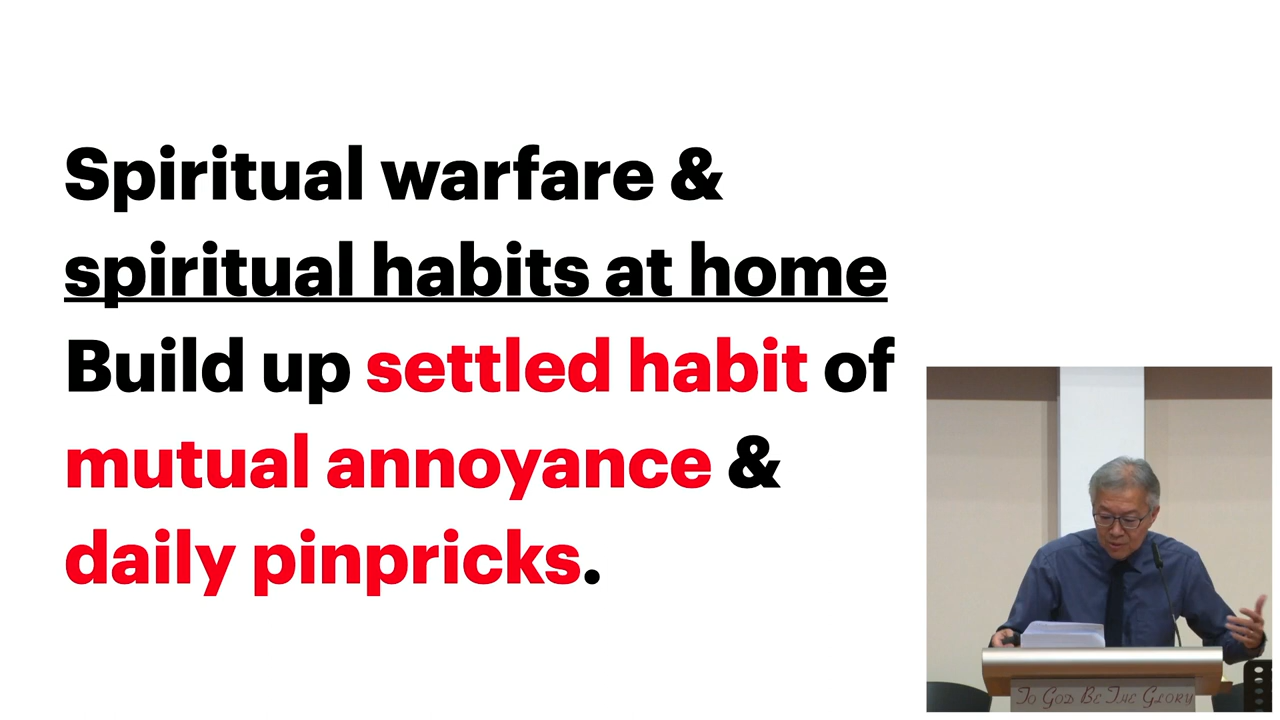 Spiritual warfare &
spiritual habits at home
Build up settled habit of
mutual annoyance &
daily pinpricks.
To God Be The Glory